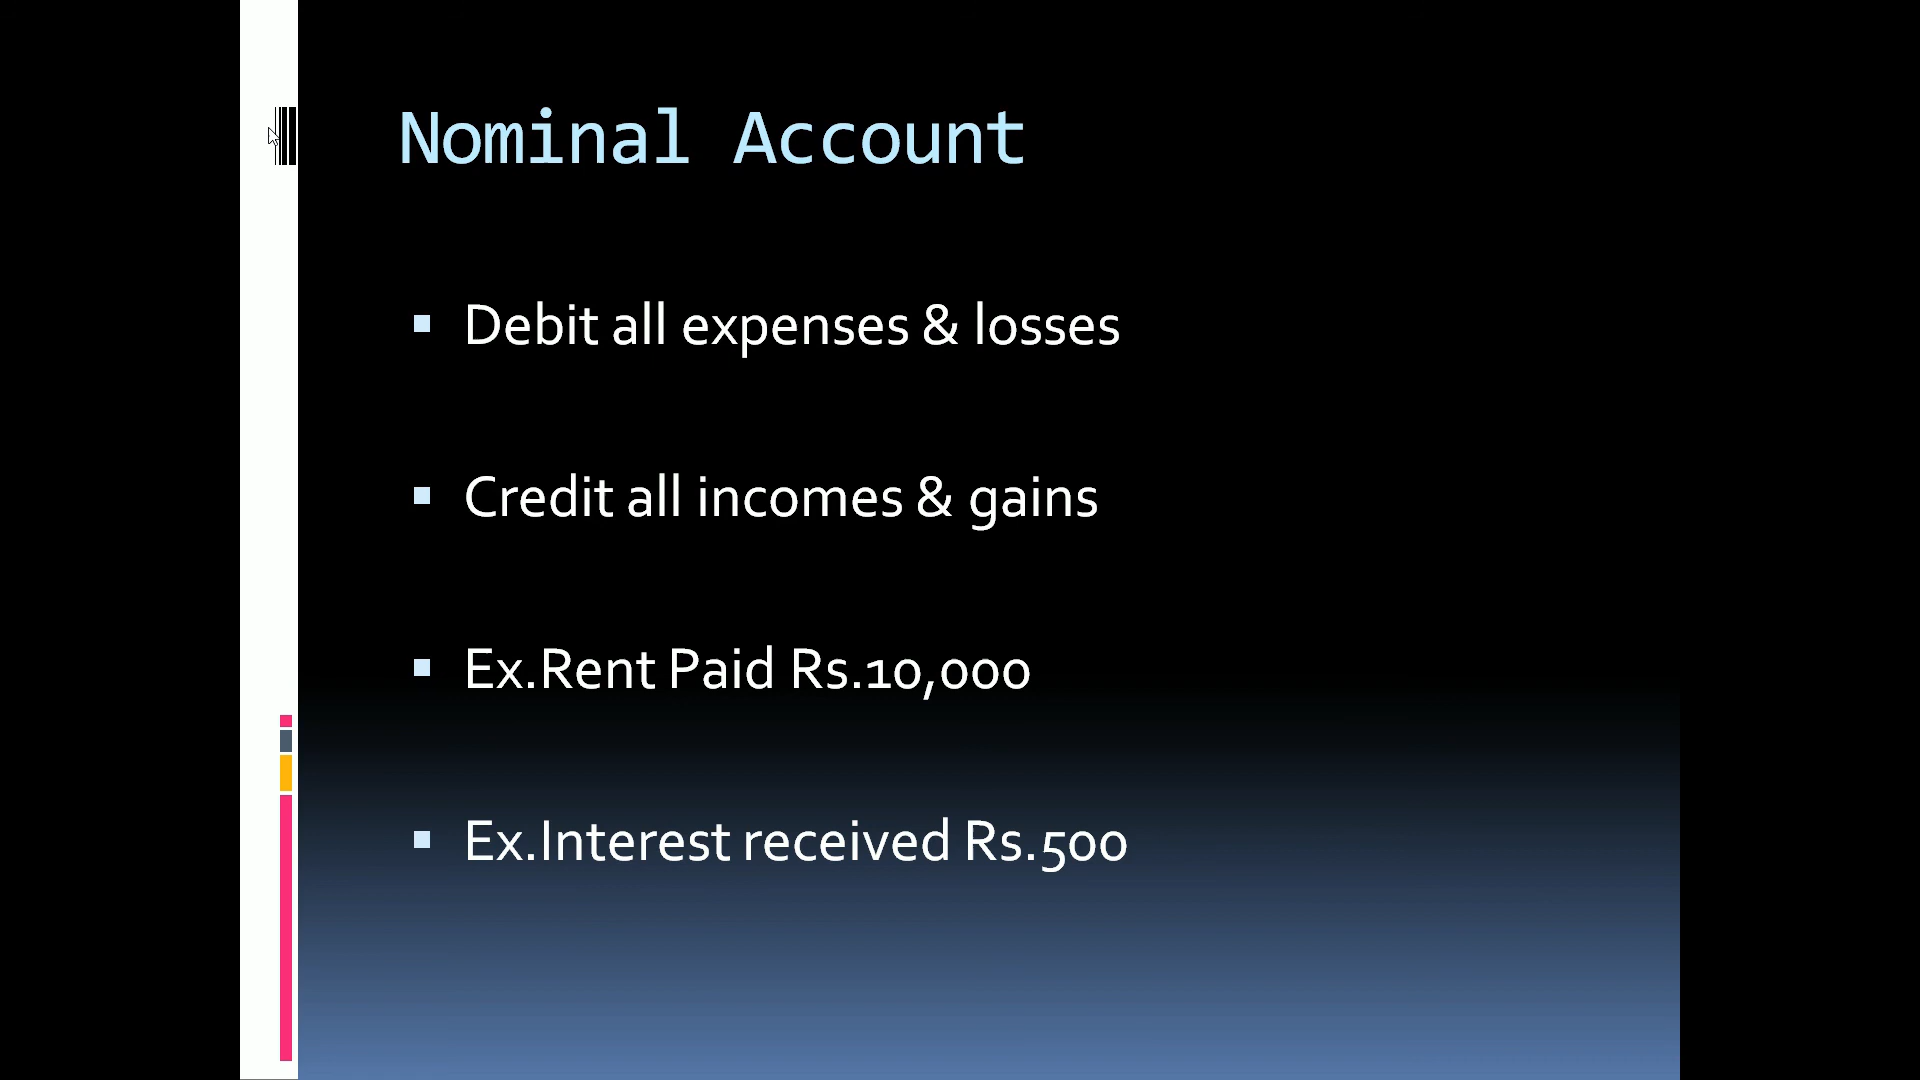 Nominal Account
Debit all expenses & losses
Credit all incomes & gains
Ex.Rent Paid Rs.10,000
Ex.Interest received Rs.500